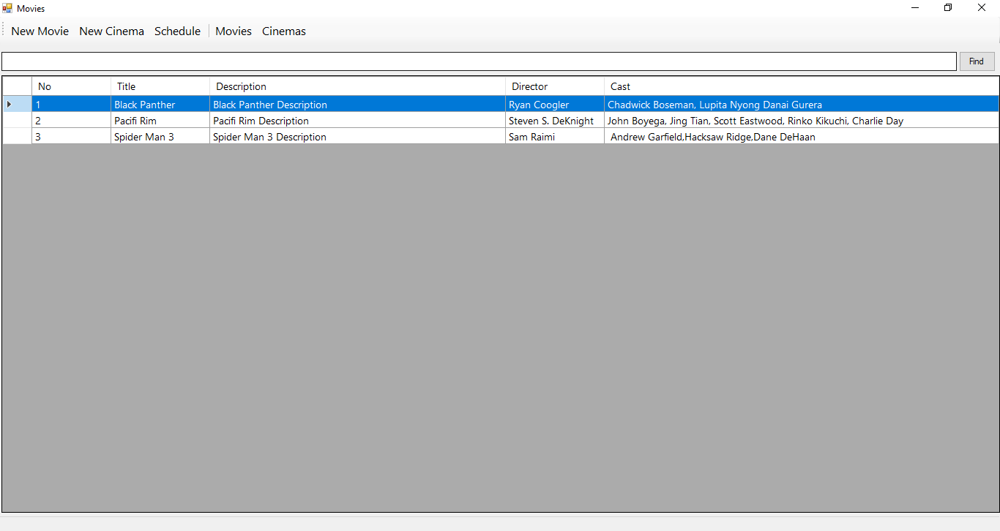 Movies
New Movie New Cinema Schedule Movies Cinemas
Find
No Title Description Director Cast
1 Black Panther Black Panther Description Ryan Coogler Chadwick Boseman, Lupita Nyong Danai Gurera
2 Pacifi Rim Pacifi Rim Description Steven S. DeKnight John Boyega, Jing Tian, Scott Eastwood, Rinko Kikuchi, Charlie Day
3 Spider Man 3 Spider Man 3 Description Sam Raimi Andrew Garfield,Hacksaw Ridge,Dane DeHaan